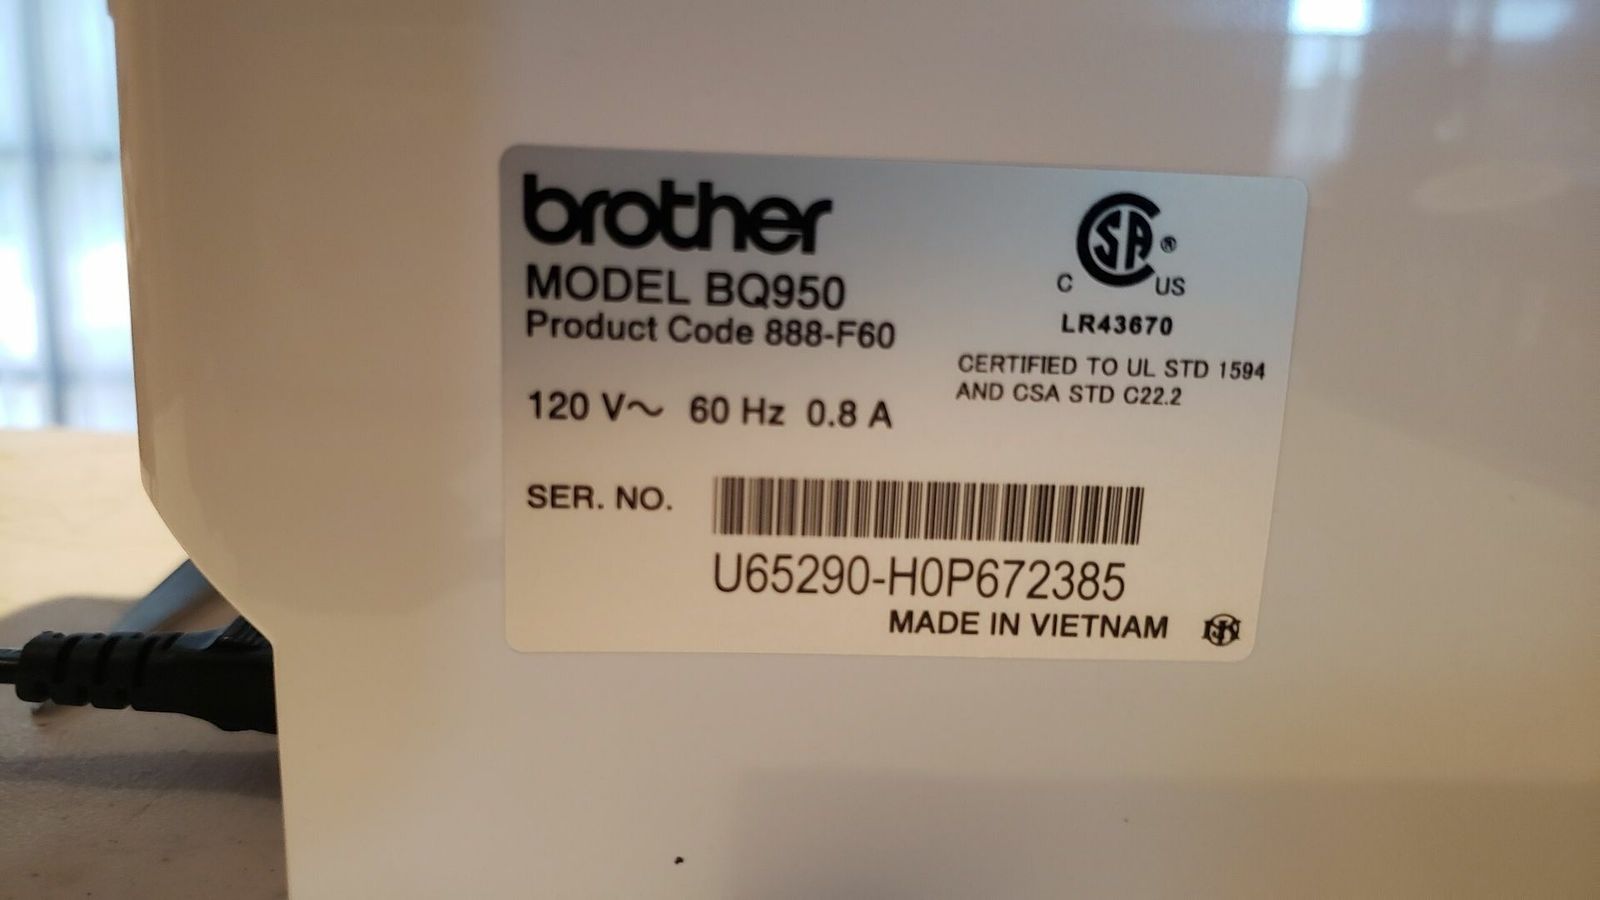 brother
MODEL BQ950
Product Code 888-F60
120 V~ 60 Hz 0.8 A
CSA®
C US
LR43670
CERTIFIED TO UL STD 1594
AND CSA STD C22.2
SER. NO.
U65290-H0P672385
MADE IN VIETNAM